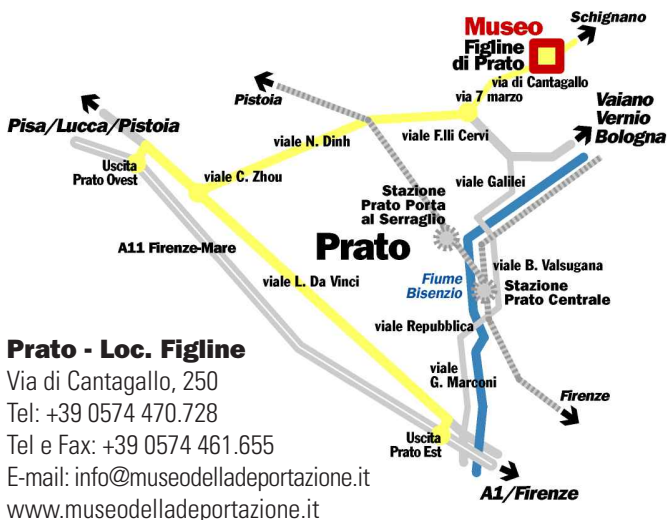 Schignano
Museo
Figline
di Prato
via di Cantagallo
via 7 marzo
Pistoia
Vaiano
Vernio
Bologna
Pisa/Lucca/Pistoia
viale N. Dinh
viale F.lli Cervi
Uscita
Prato Ovest
viale C. Zhou
viale Galilei
Stazione
Prato Porta
al Serraglio
A11 Firenze-Mare
Prato
viale B. Valsugana
viale L. Da Vinci
Fiume
Bisenzio
Stazione
Prato Centrale
viale Repubblica
Prato - Loc. Figline
Via di Cantagallo, 250
Tel: +39 0574 470.728
Tel e Fax: +39 0574 461.655
E-mail: info@museodelladeportazione.it
www.museodelladeportazione.it
viale
G. Marconi
Firenze
Uscita
Prato Est
A1/Firenze